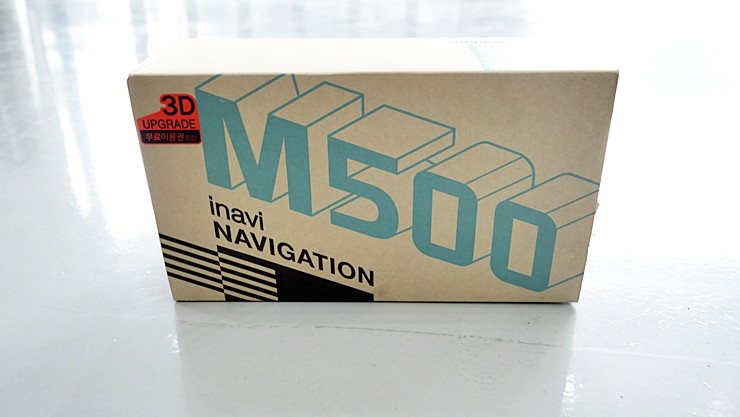 3D
UPGRADE
무료이용권
M500
inavi
NAVIGATION